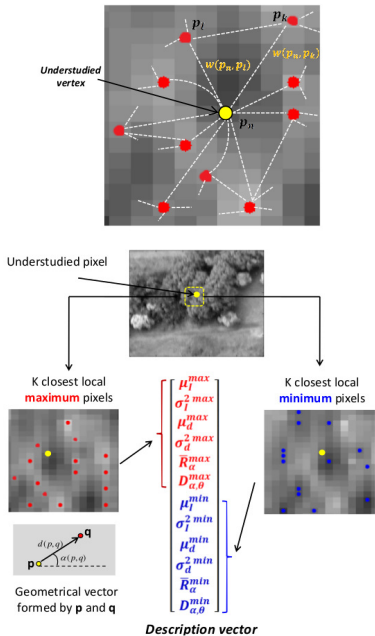 p_l
p_k
w(p_n, p_l)
w(p_n, p_k)
Understudied
vertex
p_n
Understudied pixel
K closest local
maximum pixels
K closest local
minimum pixels
μ_I^max
σ_I^2 max
μ_d^max
σ_d^2 max
R̅_α^max
D_α,θ^max
μ_I^min
σ_I^2 min
μ_d^min
σ_d^2 min
R̅_α^min
D_α,θ^min
q
d(p,q)
α(p,q)
p
Geometrical vector
formed by p and q
Description vector